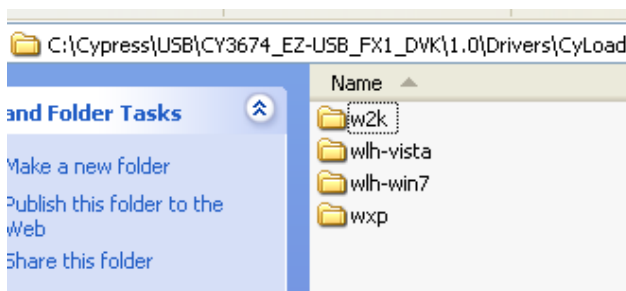 C:\Cypress\USB\CY3674_EZ-USB_FX1_DVK\1.0\Drivers\CyLoad
Name
and Folder Tasks
w2k
wlh-vista
Make a new folder
wlh-win7
Publish this folder to the
wxp
Web
Share this folder